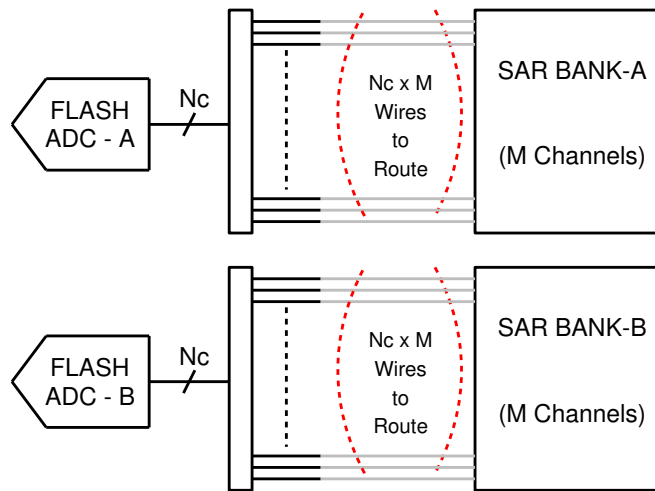 FLASH
ADC - A
Nc
Nc x M
Wires
to
Route
SAR BANK-A
(M Channels)
FLASH
ADC - B
Nc
Nc x M
Wires
to
Route
SAR BANK-B
(M Channels)